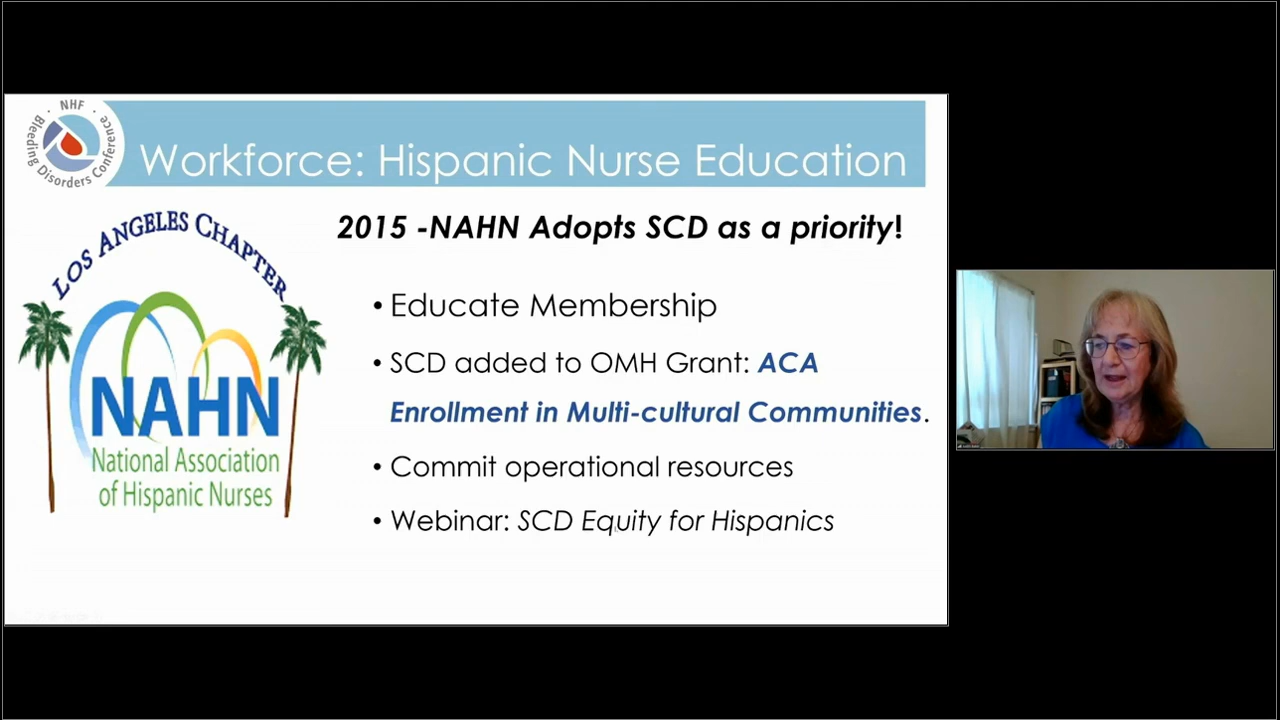 NHF
Bleeding Disorders Conference
Workforce: Hispanic Nurse Education
LOS ANGELES CHAPTER
NAHN
National Association
of Hispanic Nurses
2015 -NAHN Adopts SCD as a priority!
• Educate Membership
• SCD added to OMH Grant: ACA
Enrollment in Multi-cultural Communities.
• Commit operational resources
• Webinar: SCD Equity for Hispanics